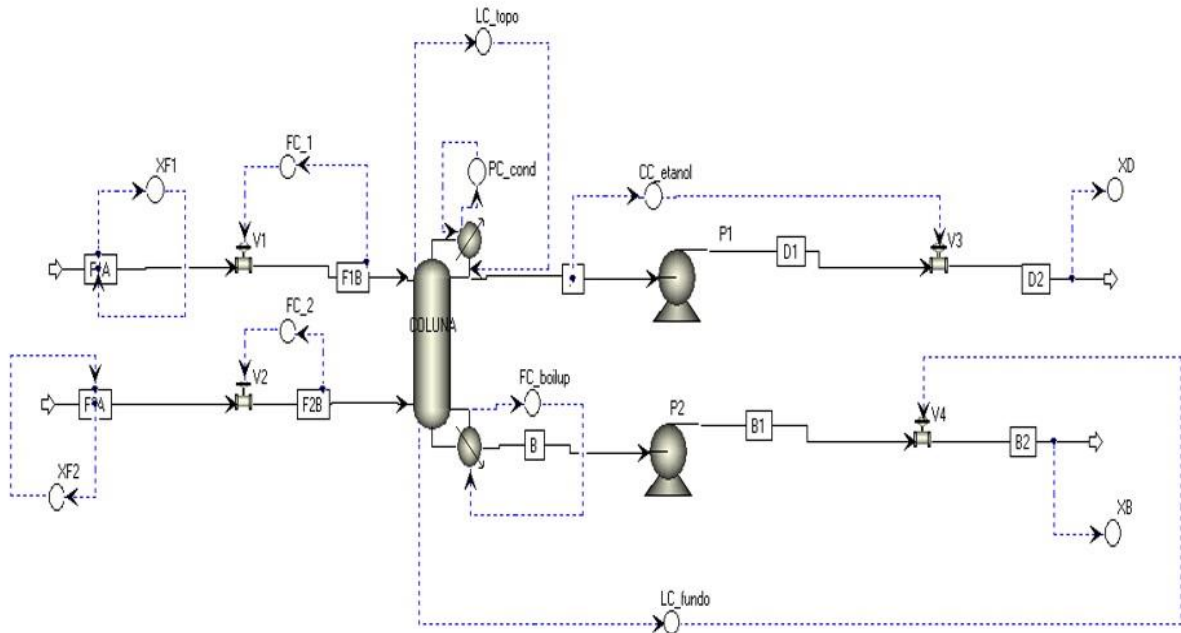 LC_topo
FC_1
XF1
PC_cond
CC_etanol
XD
V1
P1
D1
V3
F1B
D2
COLUNA
FC_2
V2
FC_boilup
F2B
P2
B1
V4
B
B2
XF2
XB
LC_fundo